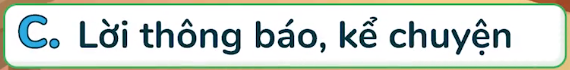 C. Lời thông báo, kể chuyện